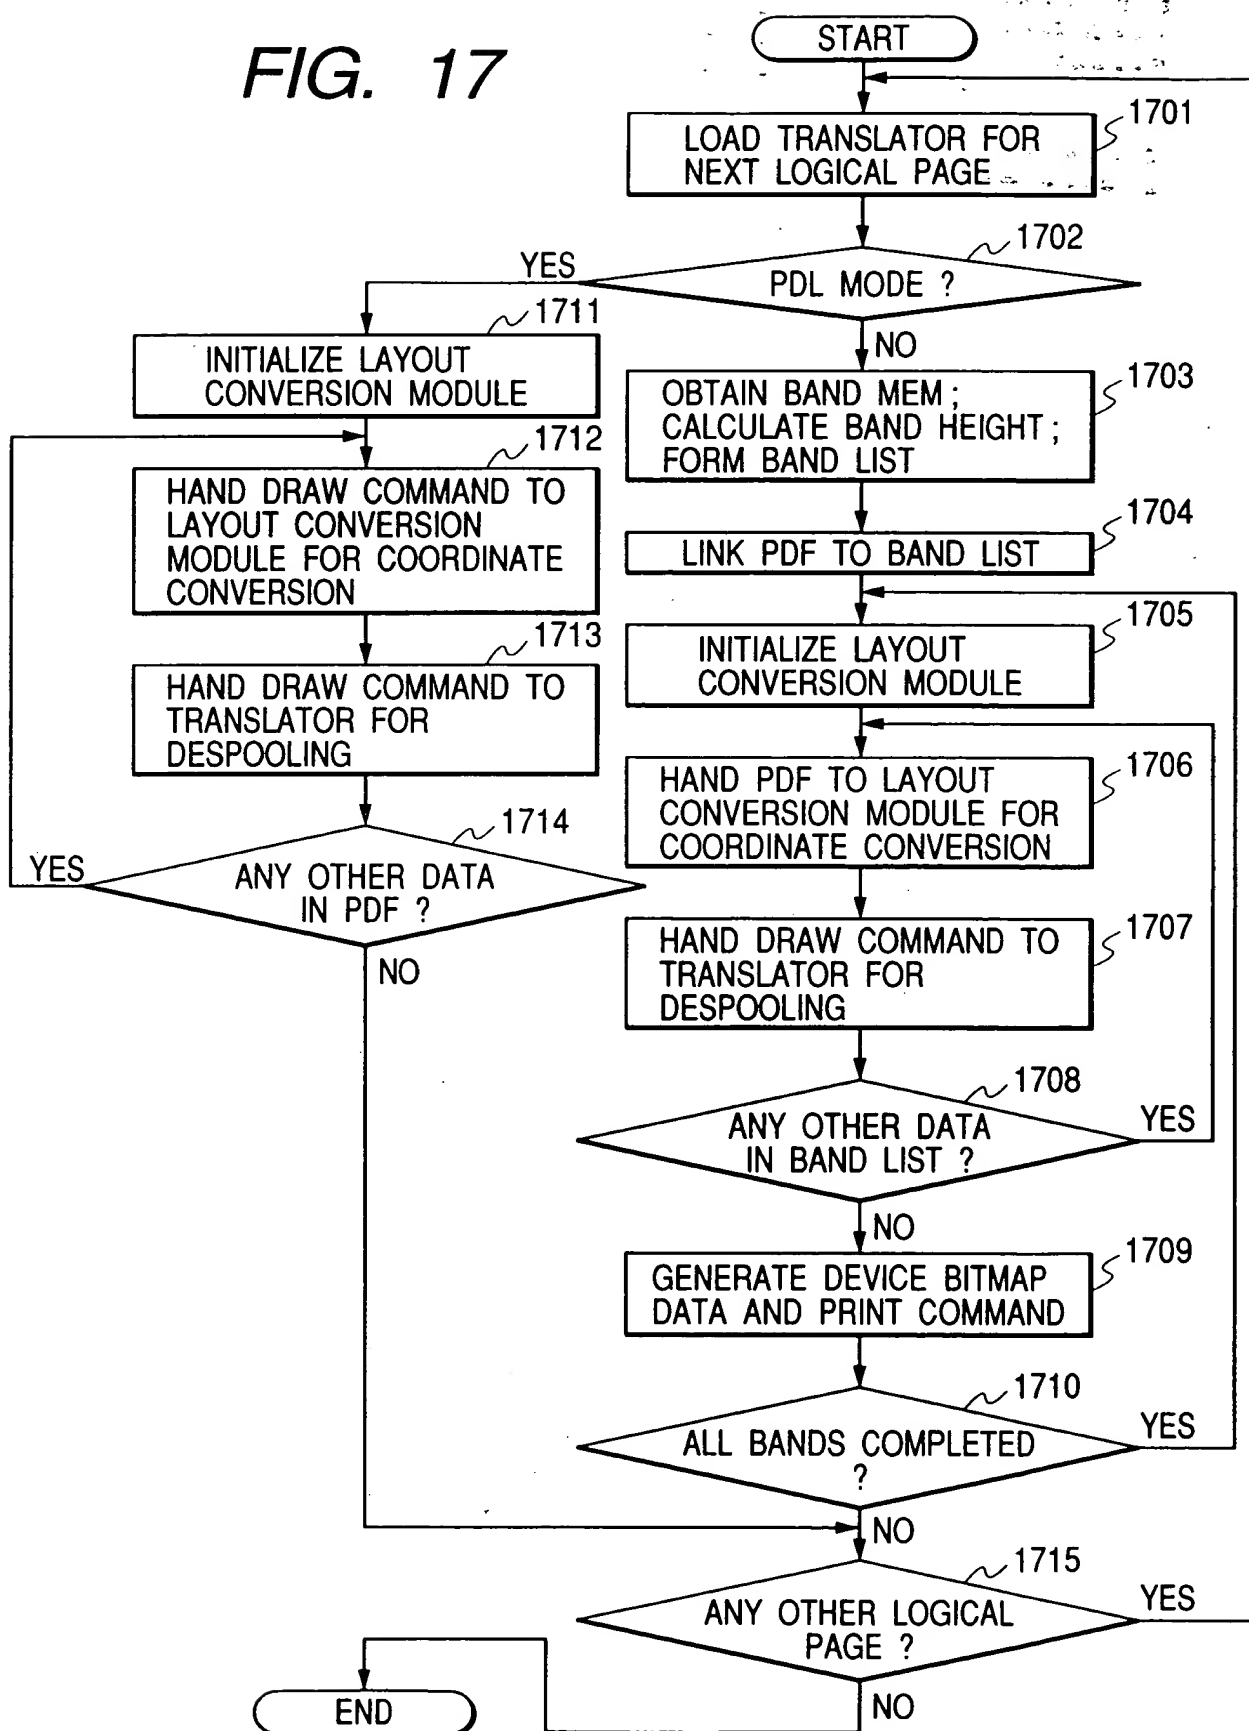 FIG. 17
START
1701
LOAD TRANSLATOR FOR
NEXT LOGICAL PAGE
1702
YES
PDL MODE ?
NO
1711
INITIALIZE LAYOUT
CONVERSION MODULE
1703
OBTAIN BAND MEM ;
CALCULATE BAND HEIGHT ;
FORM BAND LIST
1712
HAND DRAW COMMAND TO
LAYOUT CONVERSION
MODULE FOR COORDINATE
CONVERSION
1704
LINK PDF TO BAND LIST
1705
INITIALIZE LAYOUT
CONVERSION MODULE
1713
HAND DRAW COMMAND TO
TRANSLATOR FOR
DESPOOLING
1706
HAND PDF TO LAYOUT
CONVERSION MODULE FOR
COORDINATE CONVERSION
1714
YES
ANY OTHER DATA
IN PDF ?
NO
1707
HAND DRAW COMMAND TO
TRANSLATOR FOR
DESPOOLING
1708
ANY OTHER DATA
IN BAND LIST ?
YES
NO
1709
GENERATE DEVICE BITMAP
DATA AND PRINT COMMAND
1710
ALL BANDS COMPLETED
?
YES
NO
1715
ANY OTHER LOGICAL
PAGE ?
YES
NO
END